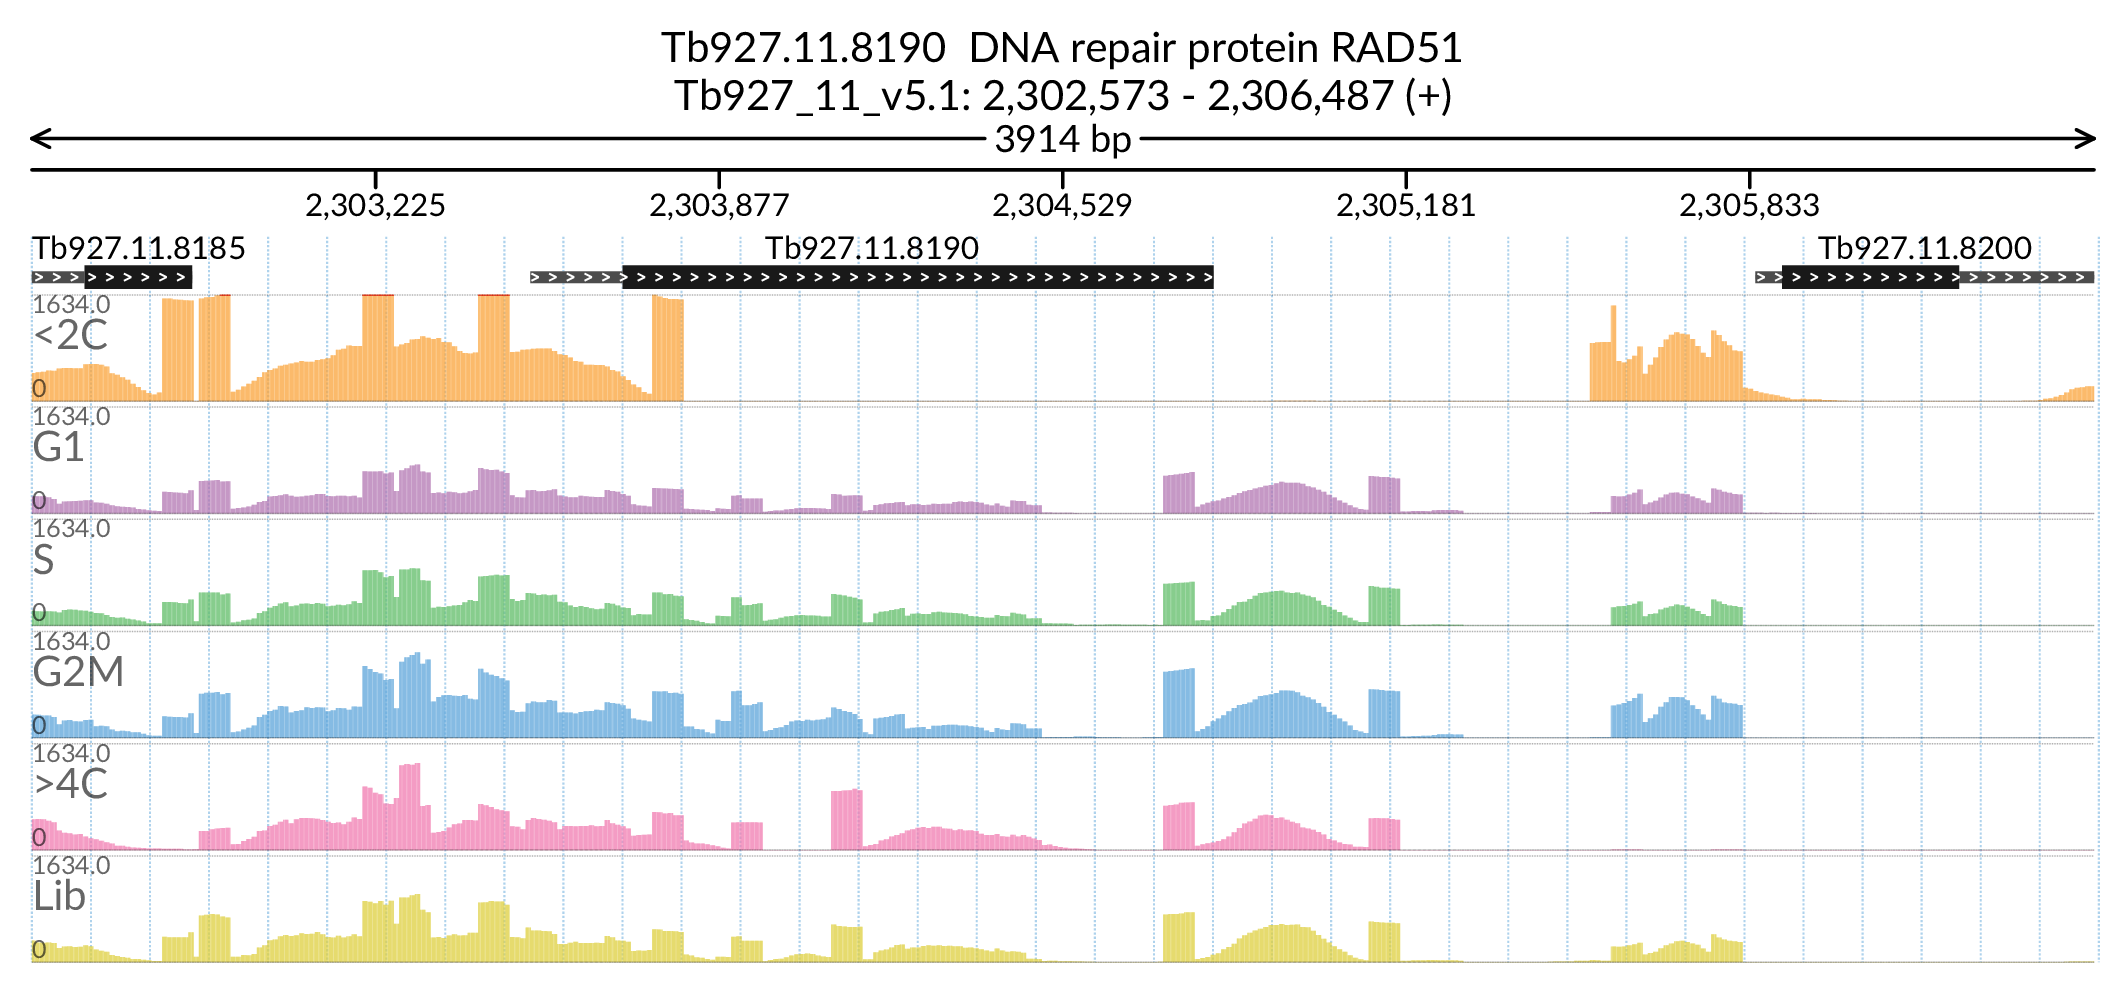 Tb927.11.8190  DNA repair protein RAD51
Tb927_11_v5.1: 2,302,573 - 2,306,487 (+)
3914 bp
2,303,225 2,303,877 2,304,529 2,305,181 2,305,833
Tb927.11.8185 Tb927.11.8190 Tb927.11.8200
1634.0
<2C
0
1634.0
G1
0
1634.0
S
0
1634.0
G2M
0
1634.0
>4C
0
1634.0
Lib
0